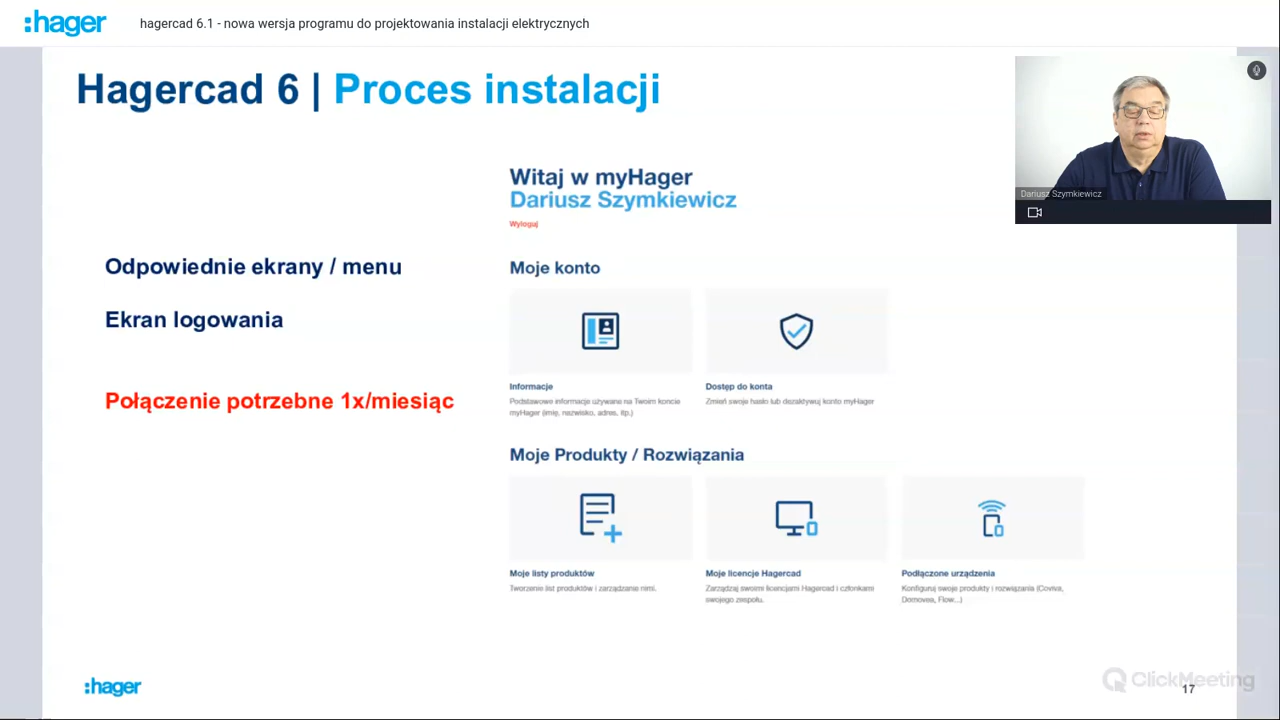 :hager
hagercad 6.1 - nowa wersja programu do projektowania instalacji elektrycznych
Hagercad 6 | Proces instalacji
Dariusz Szymkiewicz
Witaj w myHager
Dariusz Szymkiewicz
Wyloguj
Odpowiednie ekrany / menu
Ekran logowania
Połączenie potrzebne 1x/miesiąc
Moje konto
Informacje
Podstawowe informacje używane na Twoim koncie
myHager (imię, nazwisko, adres, itp.)
Dostęp do konta
Zmień swoje hasło lub dezaktywuj konto myHager
Moje Produkty / Rozwiązania
Moje listy produktów
Tworzenie list produktów i zarządzanie nimi.
Moje licencje Hagercad
Zarządzaj swoimi licencjami Hagercad i członkami
swojego zespołu.
Podłączone urządzenia
Konfiguruj swoje produkty i rozwiązania (Coviva,
Domovea, Flow...)
:hager
ClickMeeting
17